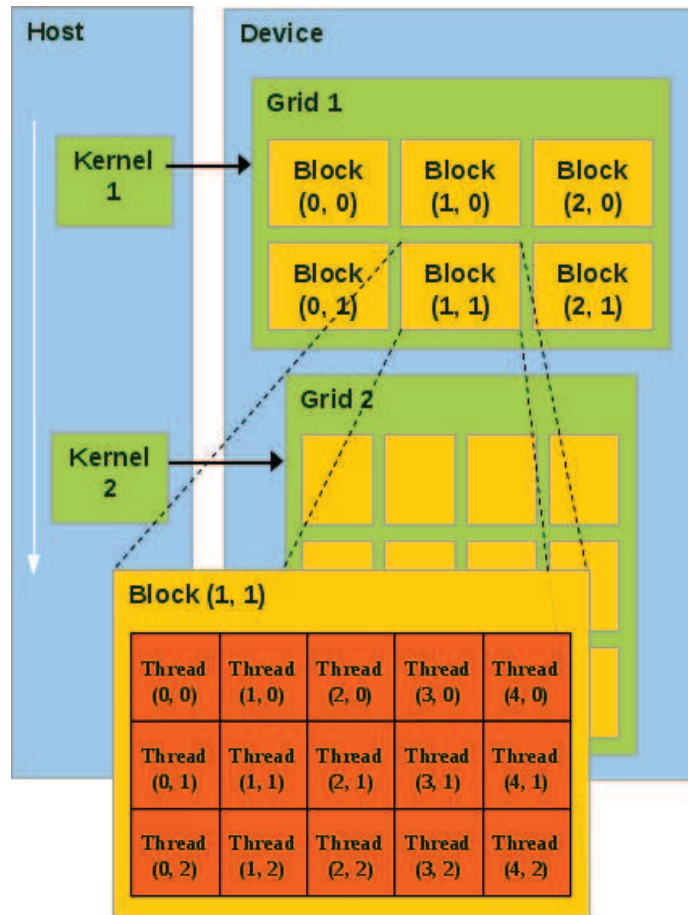 Host
Device
Grid 1
Kernel
1
Block
(0, 0)
Block
(1, 0)
Block
(2, 0)
Block
(0, 1)
Block
(1, 1)
Block
(2, 1)
Grid 2
Kernel
2
Block (1, 1)
Thread
(0, 0)
Thread
(1, 0)
Thread
(2, 0)
Thread
(3, 0)
Thread
(4, 0)
Thread
(0, 1)
Thread
(1, 1)
Thread
(2, 1)
Thread
(3, 1)
Thread
(4, 1)
Thread
(0, 2)
Thread
(1, 2)
Thread
(2, 2)
Thread
(3, 2)
Thread
(4, 2)